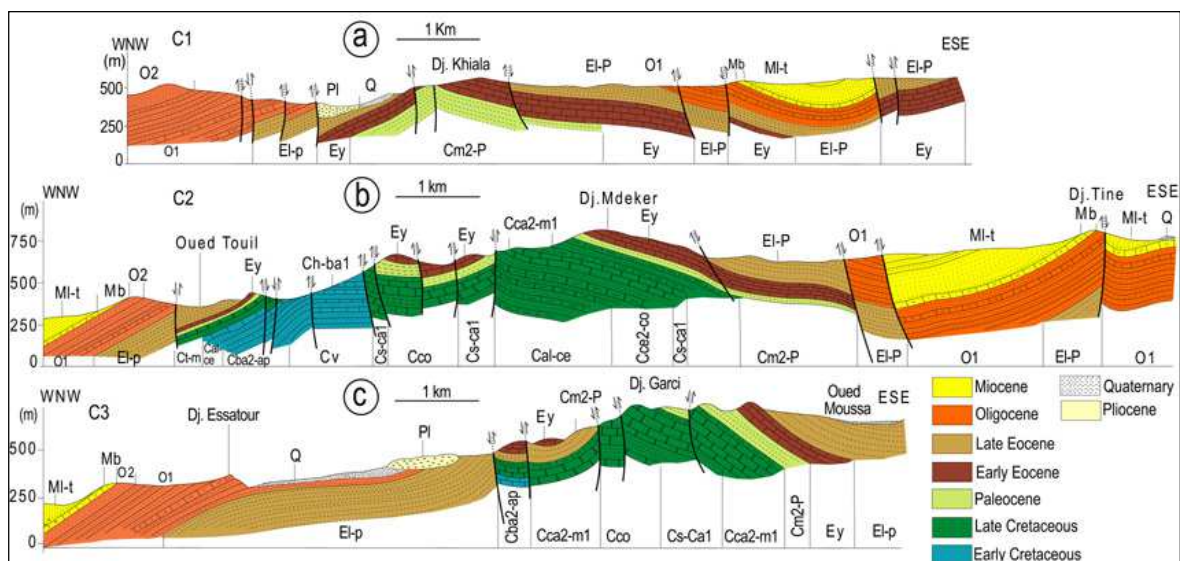 WNW C1 a 1 Km ESE
(m) O2 Pl Q Dj. Khiala El-P O1 Mb Ml-t El-P
500
250
0
O1 El-p Ey Cm2-P Ey El-P Ey El-P Ey
WNW C2 b 1 km Dj.Mdeker Dj.Tine ESE
(m) Cca2-m1 Ey Mb Ml-t Q
750 Oued Touil Ey Ey El-P O1 Ml-t
O2 Ey Ch-ba1
500 Ml-t Mb
250
0
O1 El-p Ct-m Cal-ce Cba2-ap Cv Cs-ca1 Cco Cs-ca1 Cal-ce Cce2-co Cs-ca1 Cm2-P El-P O1 El-P O1
WNW C3 c 1 km Dj. Garci Oued Moussa ESE
(m) Dj. Essatour Cm2-P
Ey
500 Mb O2 O1 Q Pl
250 Ml-t
0
O1 El-p Cba2-ap Cca2-m1 Cco Cs-Ca1 Cca2-m1 Cm2-P Ey El-p
Miocene
Oligocene
Late Eocene
Early Eocene
Paleocene
Late Cretaceous
Early Cretaceous
Quaternary
Pliocene